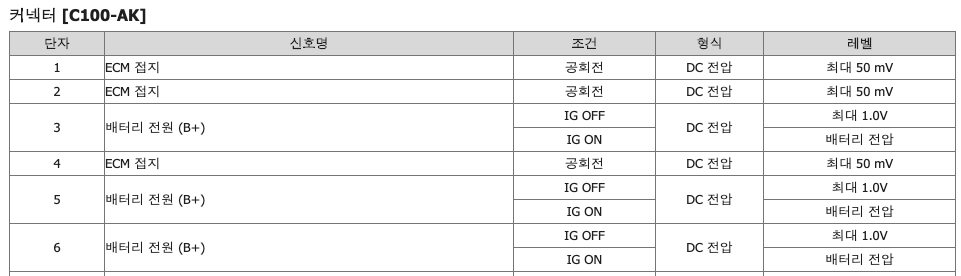 커넥터 [C100-AK]
단자 신호명 조건 형식 레벨
1 ECM 접지 공회전 DC 전압 최대 50 mV
2 ECM 접지 공회전 DC 전압 최대 50 mV
3 배터리 전원 (B+) IG OFF DC 전압 최대 1.0V
IG ON 배터리 전압
4 ECM 접지 공회전 DC 전압 최대 50 mV
5 배터리 전원 (B+) IG OFF DC 전압 최대 1.0V
IG ON 배터리 전압
6 배터리 전원 (B+) IG OFF DC 전압 최대 1.0V
IG ON 배터리 전압